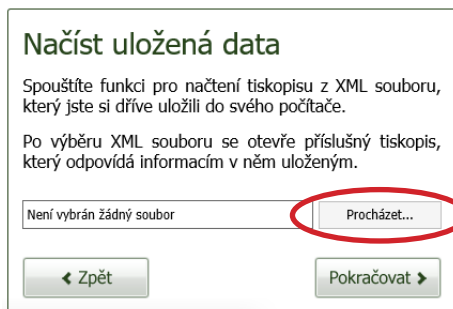 Načíst uložená data
Spouštíte funkci pro načtení tiskopisu z XML souboru,
který jste si dříve uložili do svého počítače.
Po výběru XML souboru se otevře příslušný tiskopis,
který odpovídá informacím v něm uloženým.
Není vybrán žádný soubor Procházet...
Zpět Pokračovat